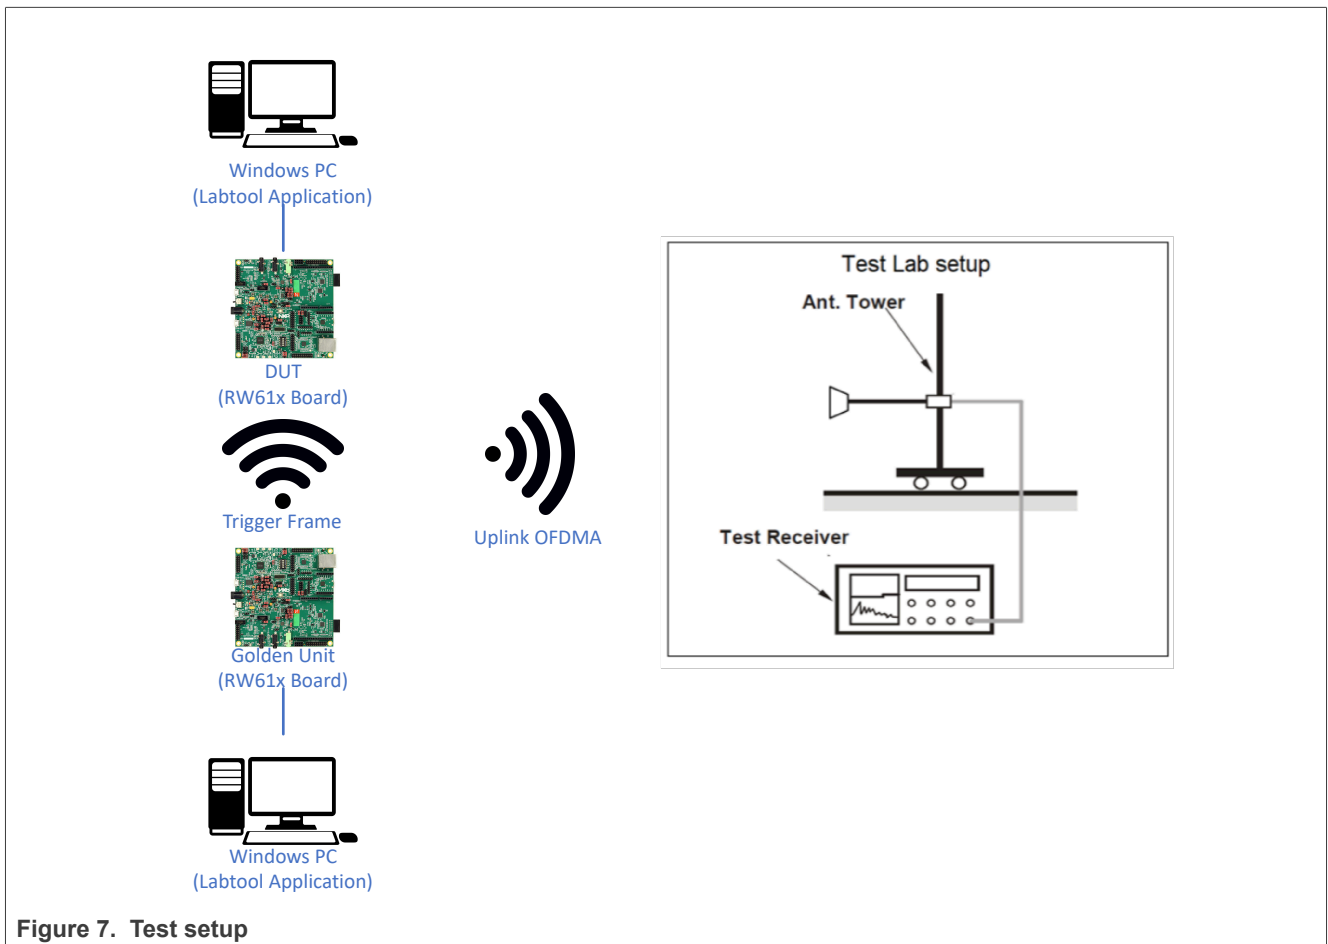 Windows PC
(Labtool Application)
DUT
(RW61x Board)
Trigger Frame
Uplink OFDMA
Golden Unit
(RW61x Board)
Windows PC
(Labtool Application)
Test Lab setup
Ant. Tower
Test Receiver
Figure 7. Test setup